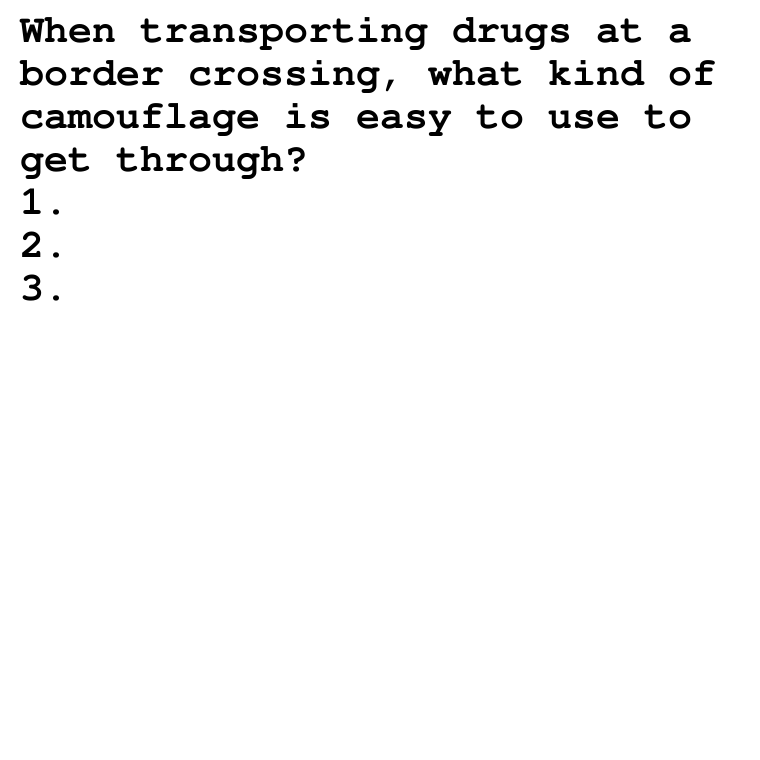 When transporting drugs at a
border crossing, what kind of
camouflage is easy to use to
get through?
1.
2.
3.